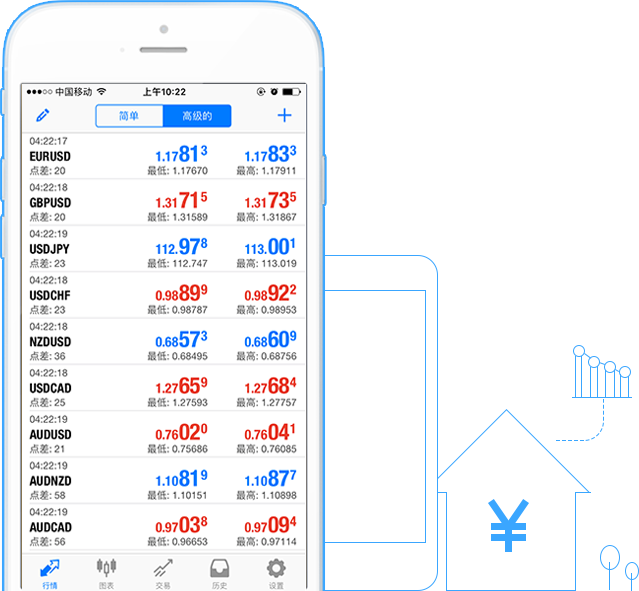 中国移动 上午10:22
简单 高级的
04:22:17
EURUSD 1.17813 1.17833
点差: 20 最低: 1.17670 最高: 1.17911
04:22:18
GBPUSD 1.31715 1.31735
点差: 20 最低: 1.31589 最高: 1.31867
04:22:19
USDJPY 112.978 113.001
点差: 23 最低: 112.747 最高: 113.019
04:22:18
USDCHF 0.98899 0.98922
点差: 23 最低: 0.98787 最高: 0.98953
04:22:18
NZDUSD 0.68573 0.68609
点差: 36 最低: 0.68495 最高: 0.68756
04:22:18
USDCAD 1.27659 1.27684
点差: 25 最低: 1.27593 最高: 1.27757
04:22:19
AUDUSD 0.76020 0.76041
点差: 21 最低: 0.75686 最高: 0.76085
04:22:19
AUDNZD 1.10819 1.10877
点差: 58 最低: 1.10151 最高: 1.10898
04:22:19
AUDCAD 0.97038 0.97094
点差: 56 最低: 0.96653 最高: 0.97114
行情 图表 交易 历史 设置
¥